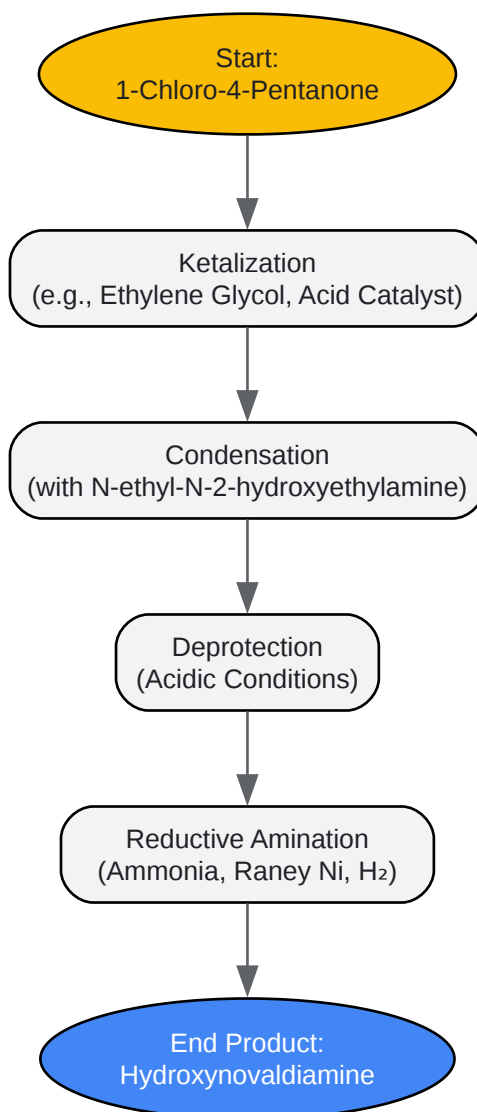 Start:
1-Chloro-4-Pentanone
Ketalization
(e.g., Ethylene Glycol, Acid Catalyst)
Condensation
(with N-ethyl-N-2-hydroxyethylamine)
Deprotection
(Acidic Conditions)
Reductive Amination
(Ammonia, Raney Ni, H₂)
End Product:
Hydroxynovaldiamine